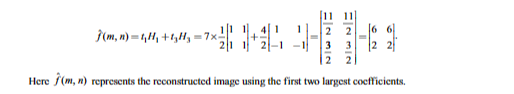 f̂(m, n) = t₁H₁ + t₃H₃ = 7 × 1/2 |1 1; 1 1| + 4/2 |1 1; −1 −1| = |11/2 11/2; 3/2 3/2| = |6 6; 2 2|
Here f̂(m, n) represents the reconstructed image using the first two largest coefficients.